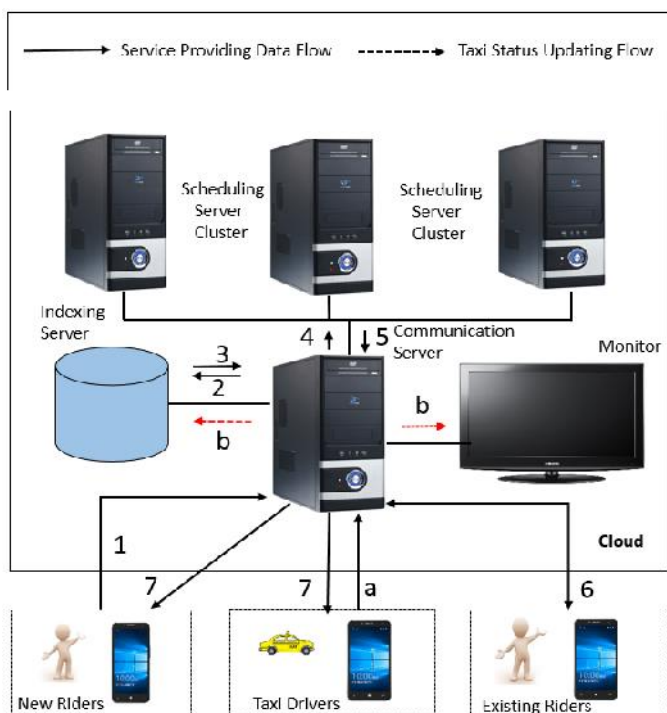 Service Providing Data Flow
Taxi Status Updating Flow
Scheduling
Server
Cluster
Scheduling
Server
Cluster
Indexing
Server
4
5
Communication
Server
Monitor
3
2
b
b
1
7
7
a
6
Cloud
New Riders
Taxi Drivers
Existing Riders